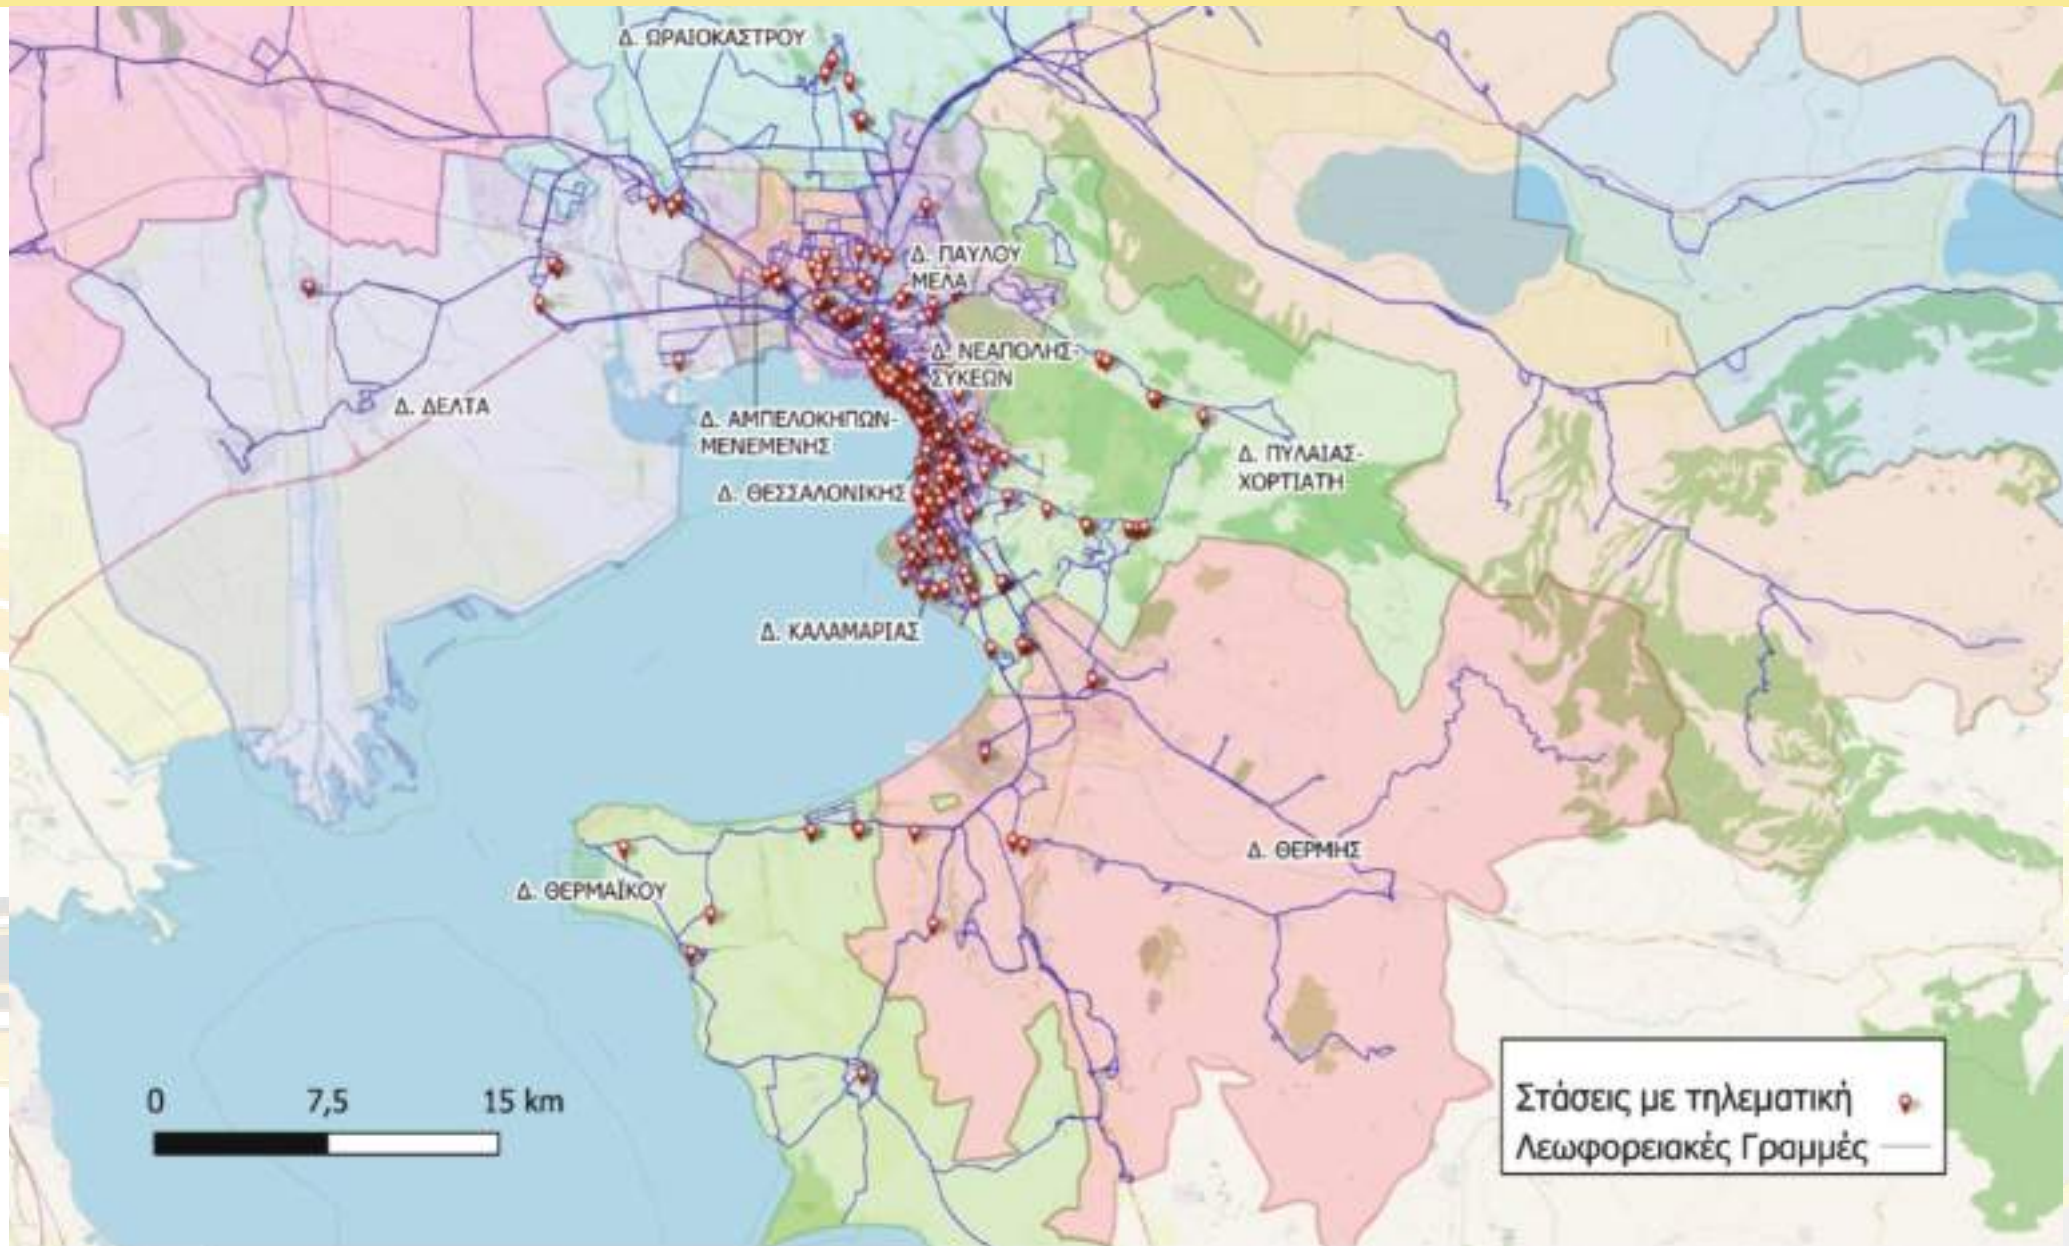 Δ. ΩΡΑΙΟΚΑΣΤΡΟΥ
Δ. ΠΑΥΛΟΥ
ΜΕΛΑ
Δ. ΝΕΑΠΟΛΗΣ-
ΣΥΚΕΩΝ
Δ. ΔΕΛΤΑ
Δ. ΑΜΠΕΛΟΚΗΠΩΝ-
ΜΕΝΕΜΕΝΗΣ
Δ. ΠΥΛΑΙΑΣ-
ΧΟΡΤΙΑΤΗ
Δ. ΘΕΣΣΑΛΟΝΙΚΗΣ
Δ. ΚΑΛΑΜΑΡΙΑΣ
Δ. ΘΕΡΜΗΣ
Δ. ΘΕΡΜΑΪΚΟΥ
0 7,5 15 km
Στάσεις με τηλεματική
Λεωφορειακές Γραμμές